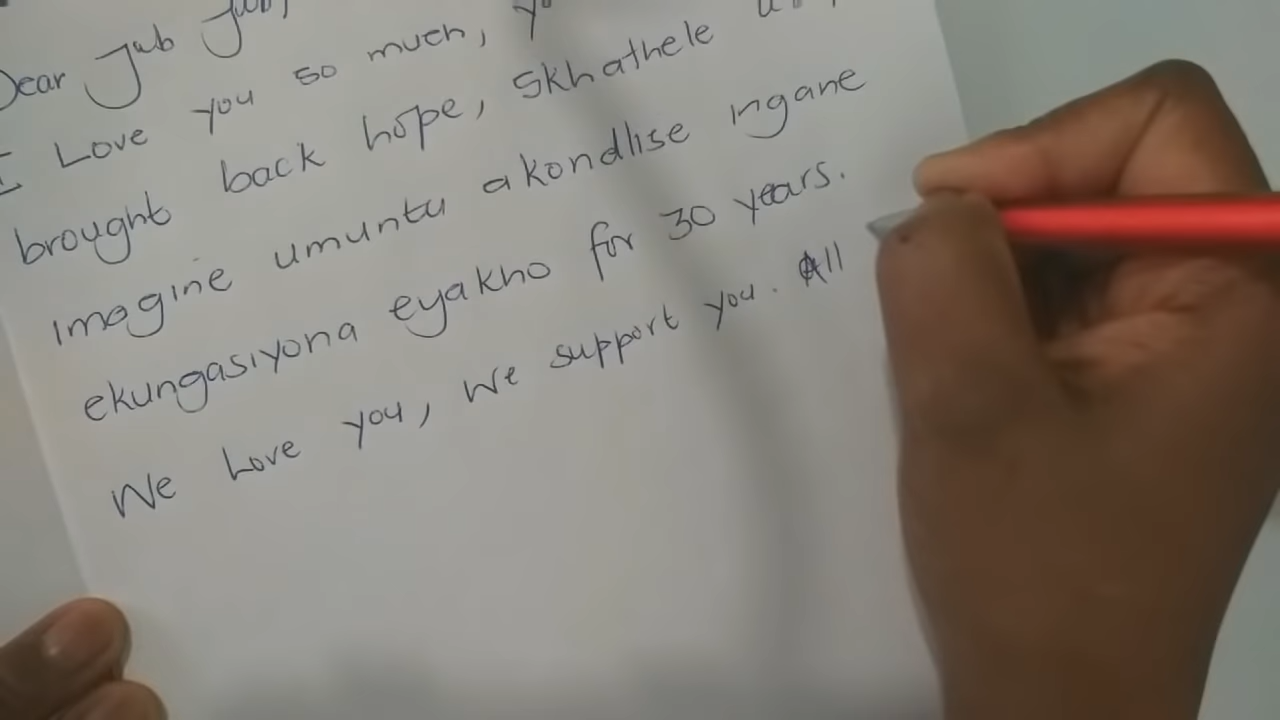 Dear Jub Jub,
I Love you so much,
brought back hope, Skhathele
Imagine umuntu akondlise ingane
ekungasiyona eyakho for 30 years.
We Love you, We support you. All